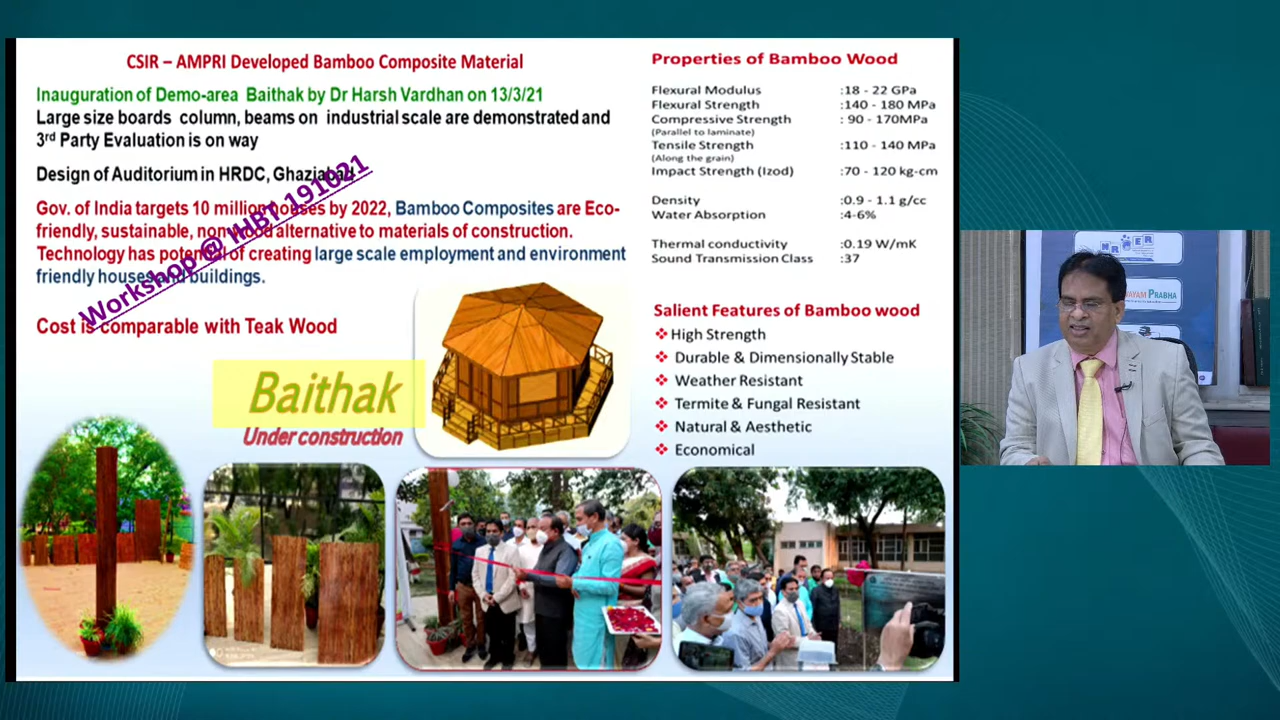 CSIR – AMPRI Developed Bamboo Composite Material
Inauguration of Demo-area Baithak by Dr Harsh Vardhan on 13/3/21
Large size boards column, beams on industrial scale are demonstrated and
3rd Party Evaluation is on way
Design of Auditorium in HRDC, Ghaziabad
Gov. of India targets 10 million houses by 2022, Bamboo Composites are Eco-
friendly, sustainable, non wood alternative to materials of construction.
Technology has potential of creating large scale employment and environment
friendly houses and buildings.
Workshop @ IHBT 191021
Cost is comparable with Teak Wood
Baithak
Under construction
Properties of Bamboo Wood
Flexural Modulus :18 - 22 GPa
Flexural Strength :140 - 180 MPa
Compressive Strength : 90 - 170MPa
(Parallel to laminate)
Tensile Strength :110 - 140 MPa
(Along the grain)
Impact Strength (Izod) :70 - 120 kg-cm
Density :0.9 - 1.1 g/cc
Water Absorption :4-6%
Thermal conductivity :0.19 W/mK
Sound Transmission Class :37
Salient Features of Bamboo wood
❖ High Strength
❖ Durable & Dimensionally Stable
❖ Weather Resistant
❖ Termite & Fungal Resistant
❖ Natural & Aesthetic
❖ Economical
PRABHA